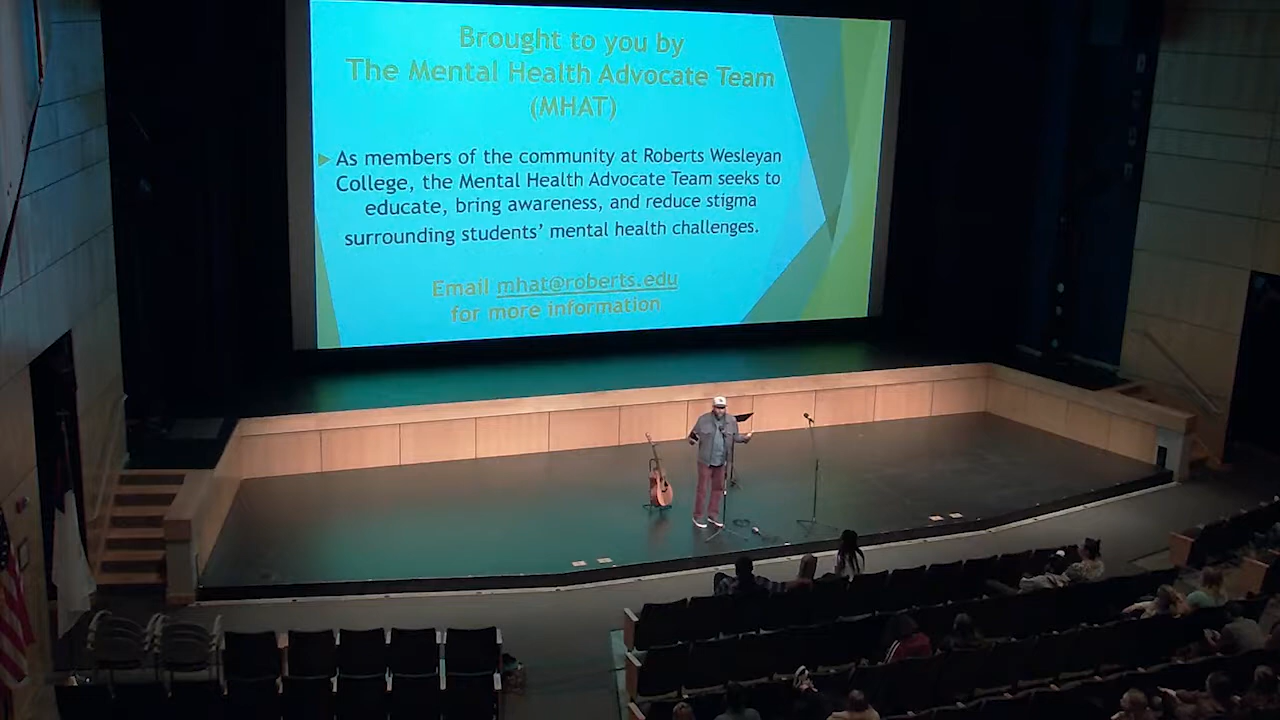 Brought to you by
The Mental Health Advocate Team
(MHAT)
As members of the community at Roberts Wesleyan
College, the Mental Health Advocate Team seeks to
educate, bring awareness, and reduce stigma
surrounding students' mental health challenges.
Email mhat@roberts.edu
for more information